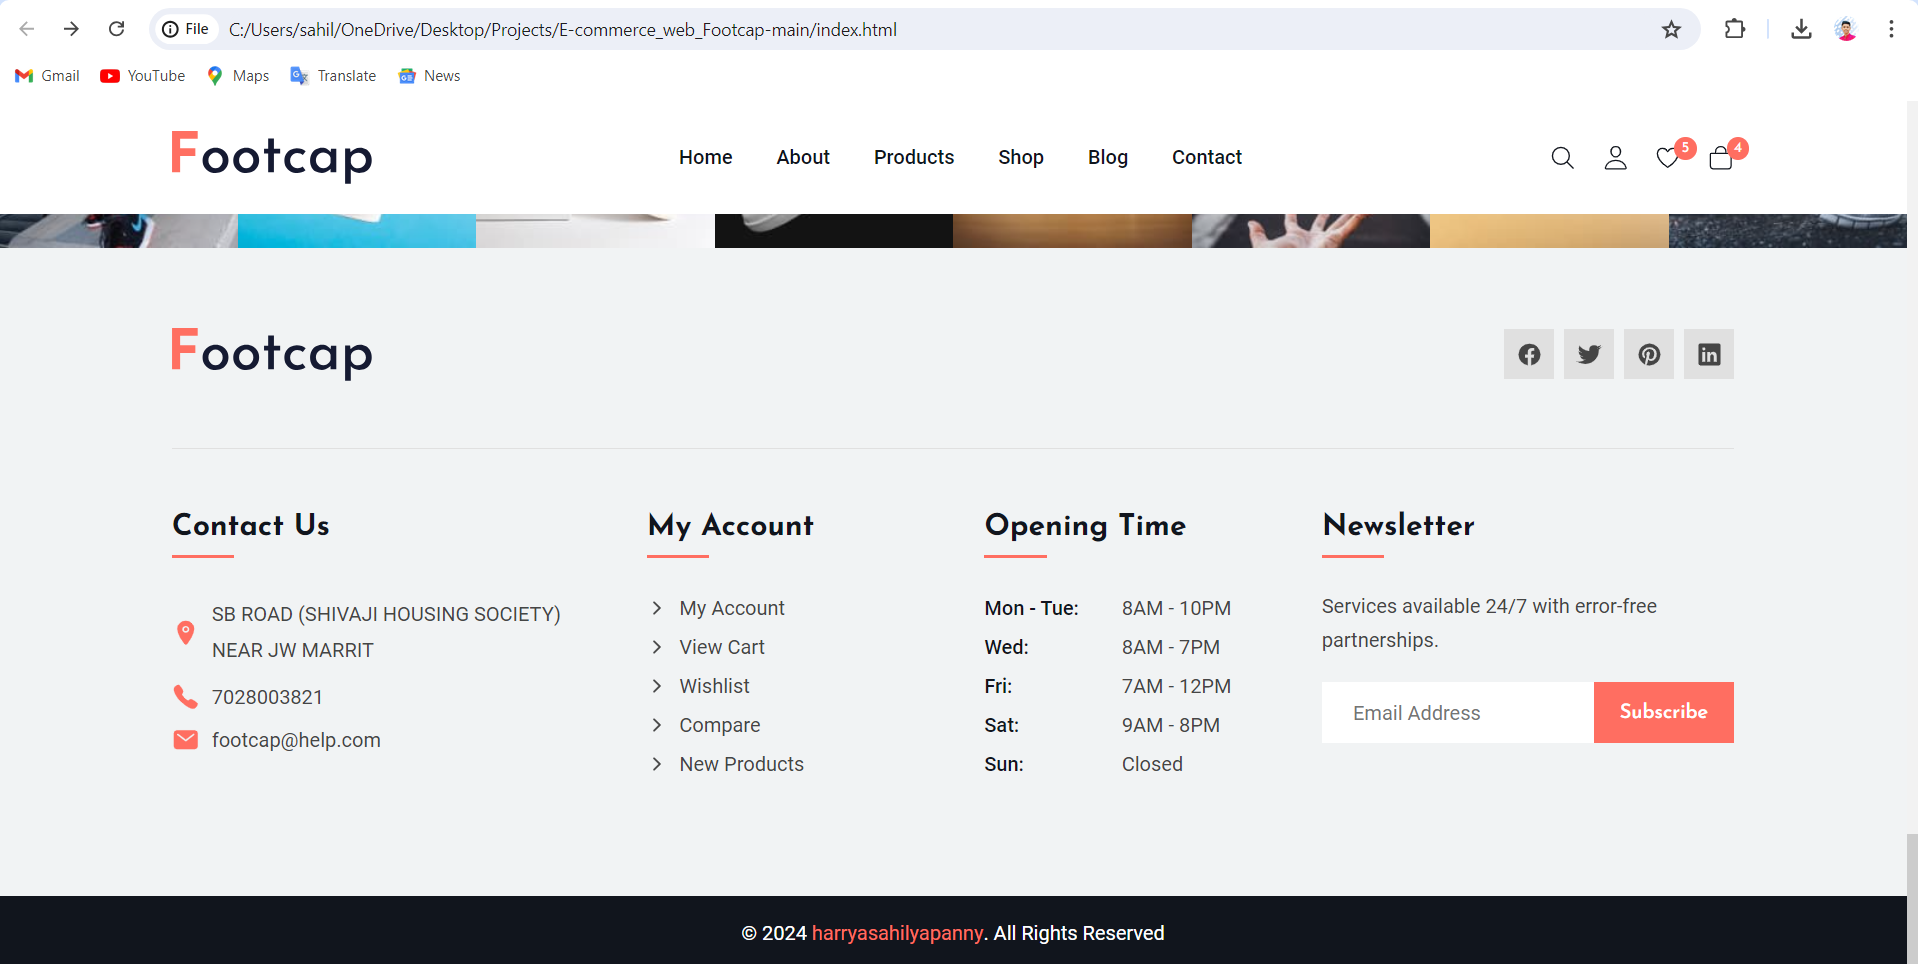 File C:/Users/sahil/OneDrive/Desktop/Projects/E-commerce_web_Footcap-main/index.html
Gmail YouTube Maps Translate News
Footcap Home About Products Shop Blog Contact 5 4
Footcap
Contact Us
SB ROAD (SHIVAJI HOUSING SOCIETY)
NEAR JW MARRIT
7028003821
footcap@help.com
My Account
My Account
View Cart
Wishlist
Compare
New Products
Opening Time
Mon - Tue: 8AM - 10PM
Wed: 8AM - 7PM
Fri: 7AM - 12PM
Sat: 9AM - 8PM
Sun: Closed
Newsletter
Services available 24/7 with error-free
partnerships.
Email Address Subscribe
© 2024 harryasahilyapanny. All Rights Reserved